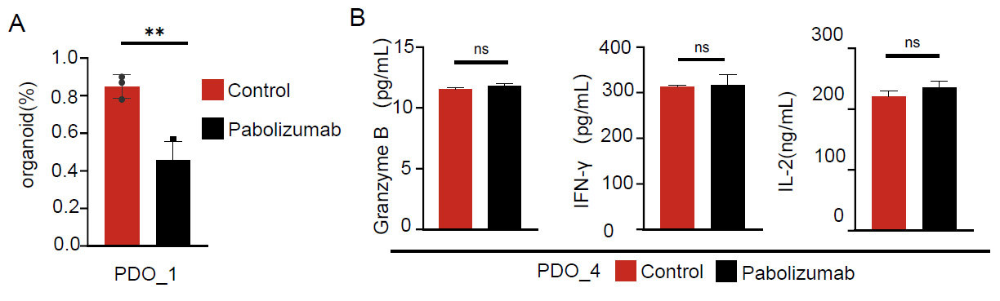 A
**
organoid(%)
1.0
0.8
0.6
0.4
0.2
0.0
Control
Pabolizumab
PDO_1
B
Granzyme B (pg/mL)
15
10
5
0
ns
IFN-γ (pg/mL)
400
300
200
100
0
ns
IL-2(ng/mL)
300
200
100
0
ns
PDO_4 Control Pabolizumab